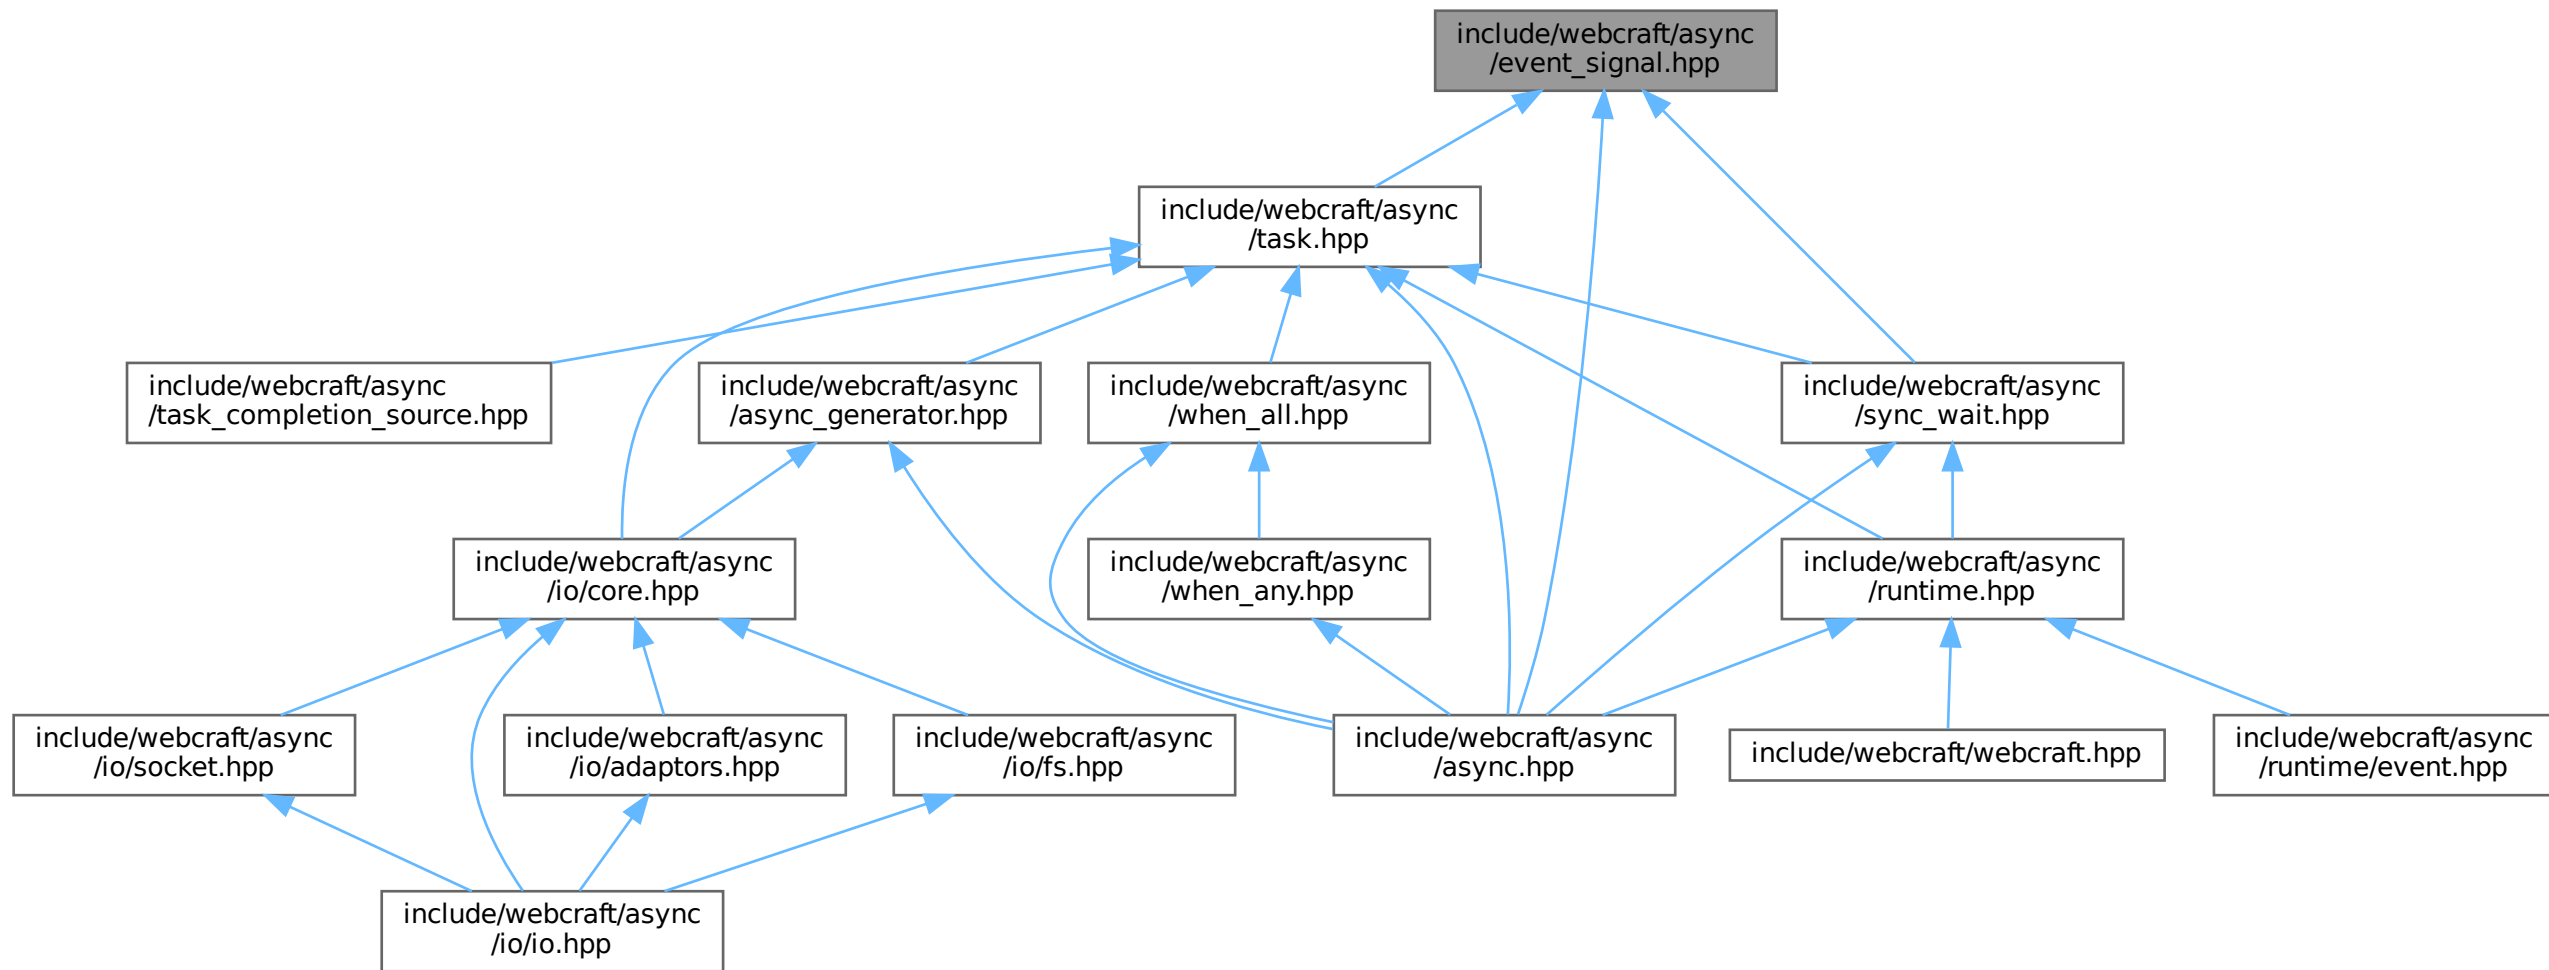 include/webcraft/async
/event_signal.hpp
include/webcraft/async
/task.hpp
include/webcraft/async
/task_completion_source.hpp
include/webcraft/async
/async_generator.hpp
include/webcraft/async
/when_all.hpp
include/webcraft/async
/sync_wait.hpp
include/webcraft/async
/io/core.hpp
include/webcraft/async
/when_any.hpp
include/webcraft/async
/runtime.hpp
include/webcraft/async
/io/socket.hpp
include/webcraft/async
/io/adaptors.hpp
include/webcraft/async
/io/fs.hpp
include/webcraft/async
/async.hpp
include/webcraft/webcraft.hpp
include/webcraft/async
/runtime/event.hpp
include/webcraft/async
/io/io.hpp